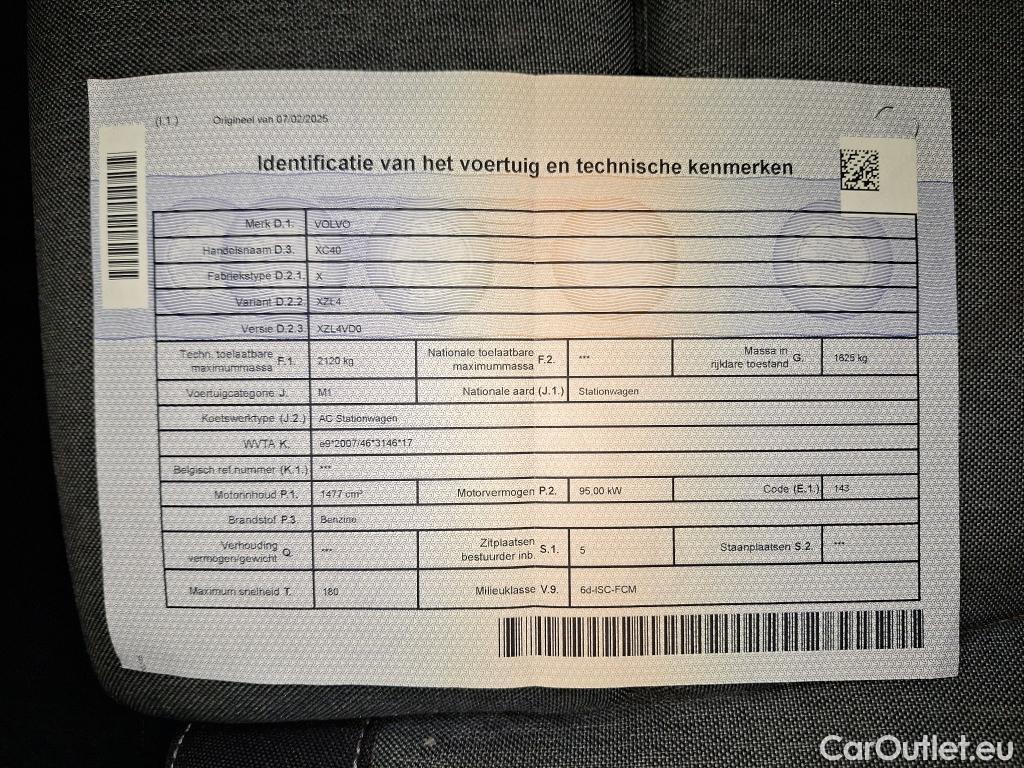 (I.1.) Origineel van 07/02/2025
Identificatie van het voertuig en technische kenmerken
Merk D.1. VOLVO
Handelsnaam D.3. XC40
Fabriekstype D.2.1. X
Variant D.2.2. XZL4
Versie D.2.3. XZL4VD0
Techn. toelaatbare maximummassa F.1. 2120 kg Nationale toelaatbare maximummassa F.2. *** Massa in rijklare toestand G. 1625 kg
Voertuigcategorie J. M1 Nationale aard (J.1.) Stationwagen
Koetswerktype (J.2.) AC Stationwagen
WVTA K. e9*2007/46*3146*17
Belgisch ref.nummer (K.1.) ***
Motorinhoud P.1. 1477 cm³ Motorvermogen P.2. 95,00 kW Code (E.1.) 143
Brandstof P.3. Benzine
Verhouding vermogen/gewicht Q. *** Zitplaatsen bestuurder inb. S.1. 5 Staanplaatsen S.2. ***
Maximum snelheid T. 180 Milieuklasse V.9. 6d-ISC-FCM
CarOutlet.eu